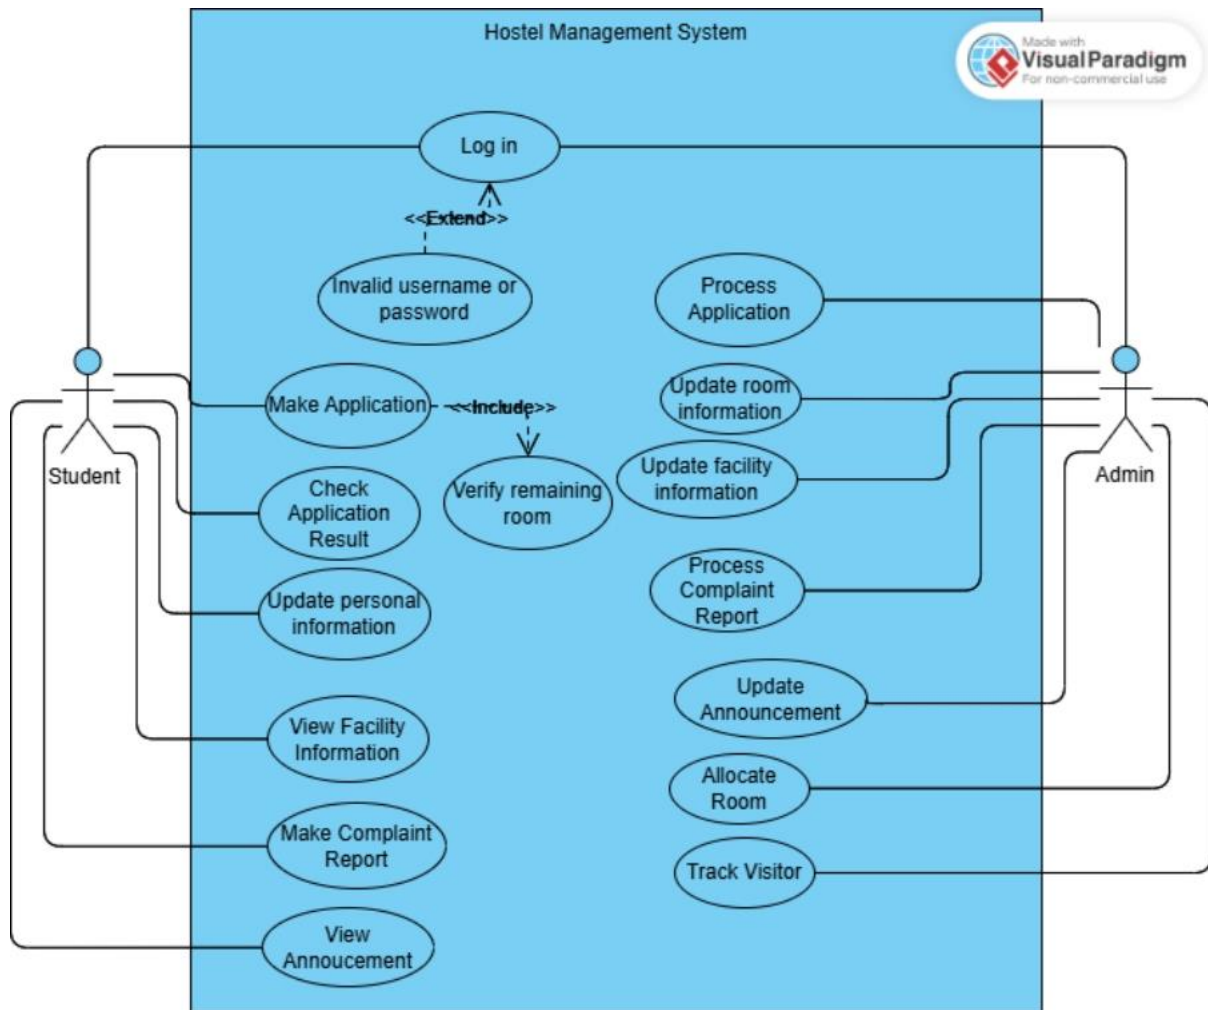 Hostel Management System
Made with
Visual Paradigm
For non-commercial use
Log in
<<Extend>>
Invalid username or
password
Process
Application
Make Application
<<Include>>
Update room
information
Student
Admin
Check
Application
Result
Verify remaining
room
Update facility
information
Update personal
information
Process
Complaint
Report
View Facility
Information
Update
Announcement
Allocate
Room
Make Complaint
Report
Track Visitor
View
Annoucement